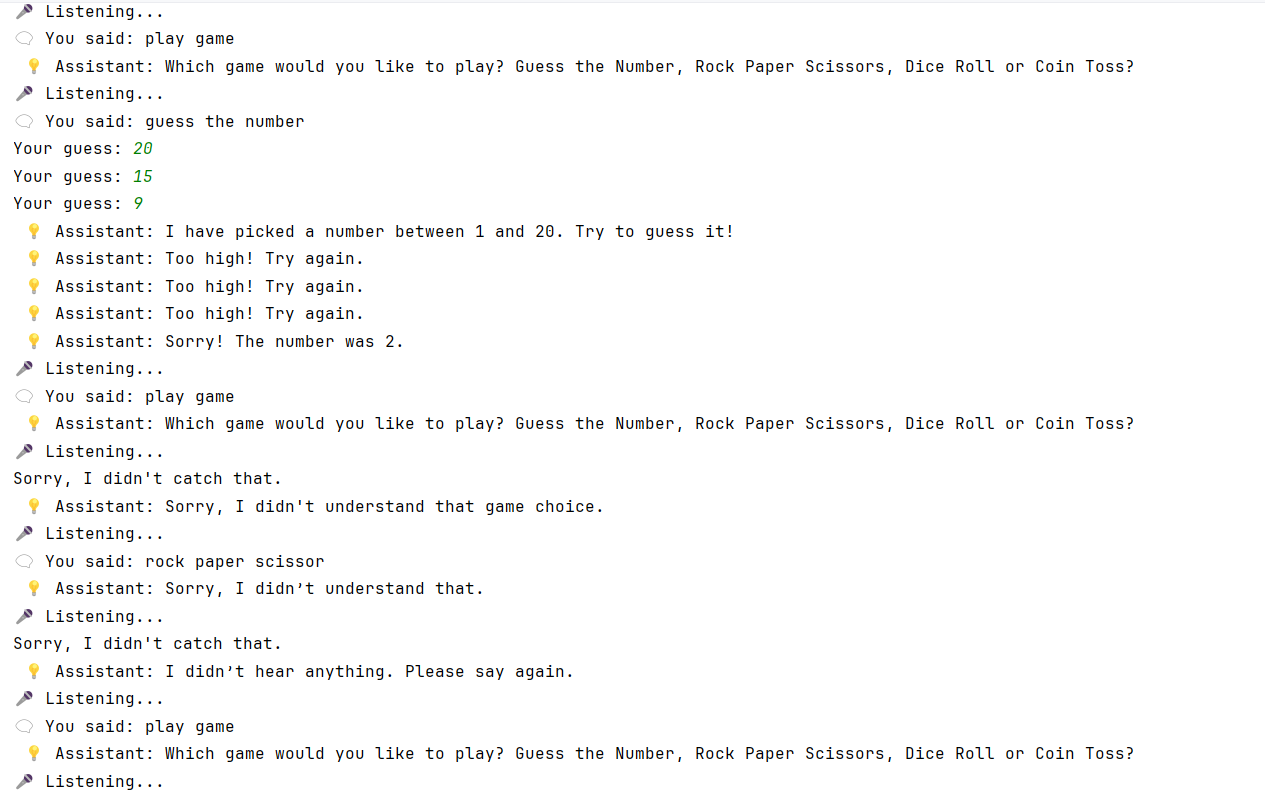 🎤 Listening...
🗨 You said: play game
💡 Assistant: Which game would you like to play? Guess the Number, Rock Paper Scissors, Dice Roll or Coin Toss?
🎤 Listening...
🗨 You said: guess the number
Your guess: 20
Your guess: 15
Your guess: 9
💡 Assistant: I have picked a number between 1 and 20. Try to guess it!
💡 Assistant: Too high! Try again.
💡 Assistant: Too high! Try again.
💡 Assistant: Too high! Try again.
💡 Assistant: Sorry! The number was 2.
🎤 Listening...
🗨 You said: play game
💡 Assistant: Which game would you like to play? Guess the Number, Rock Paper Scissors, Dice Roll or Coin Toss?
🎤 Listening...
Sorry, I didn't catch that.
💡 Assistant: Sorry, I didn't understand that game choice.
🎤 Listening...
🗨 You said: rock paper scissor
💡 Assistant: Sorry, I didn’t understand that.
🎤 Listening...
Sorry, I didn't catch that.
💡 Assistant: I didn’t hear anything. Please say again.
🎤 Listening...
🗨 You said: play game
💡 Assistant: Which game would you like to play? Guess the Number, Rock Paper Scissors, Dice Roll or Coin Toss?
🎤 Listening...